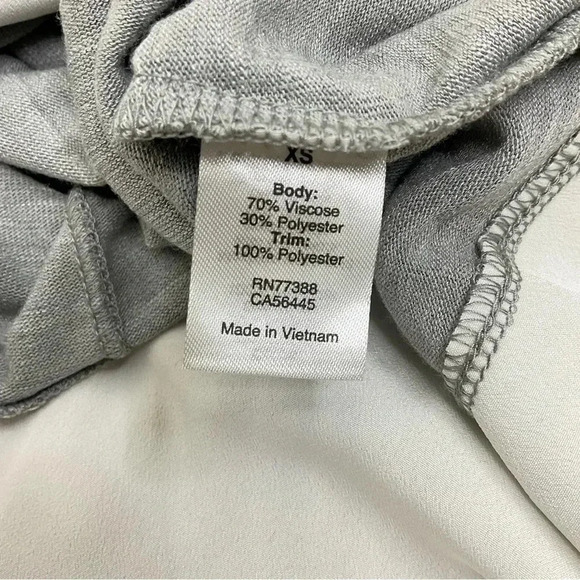 XS
Body:
70% Viscose
30% Polyester
Trim:
100% Polyester
RN77388
CA56445
Made in Vietnam